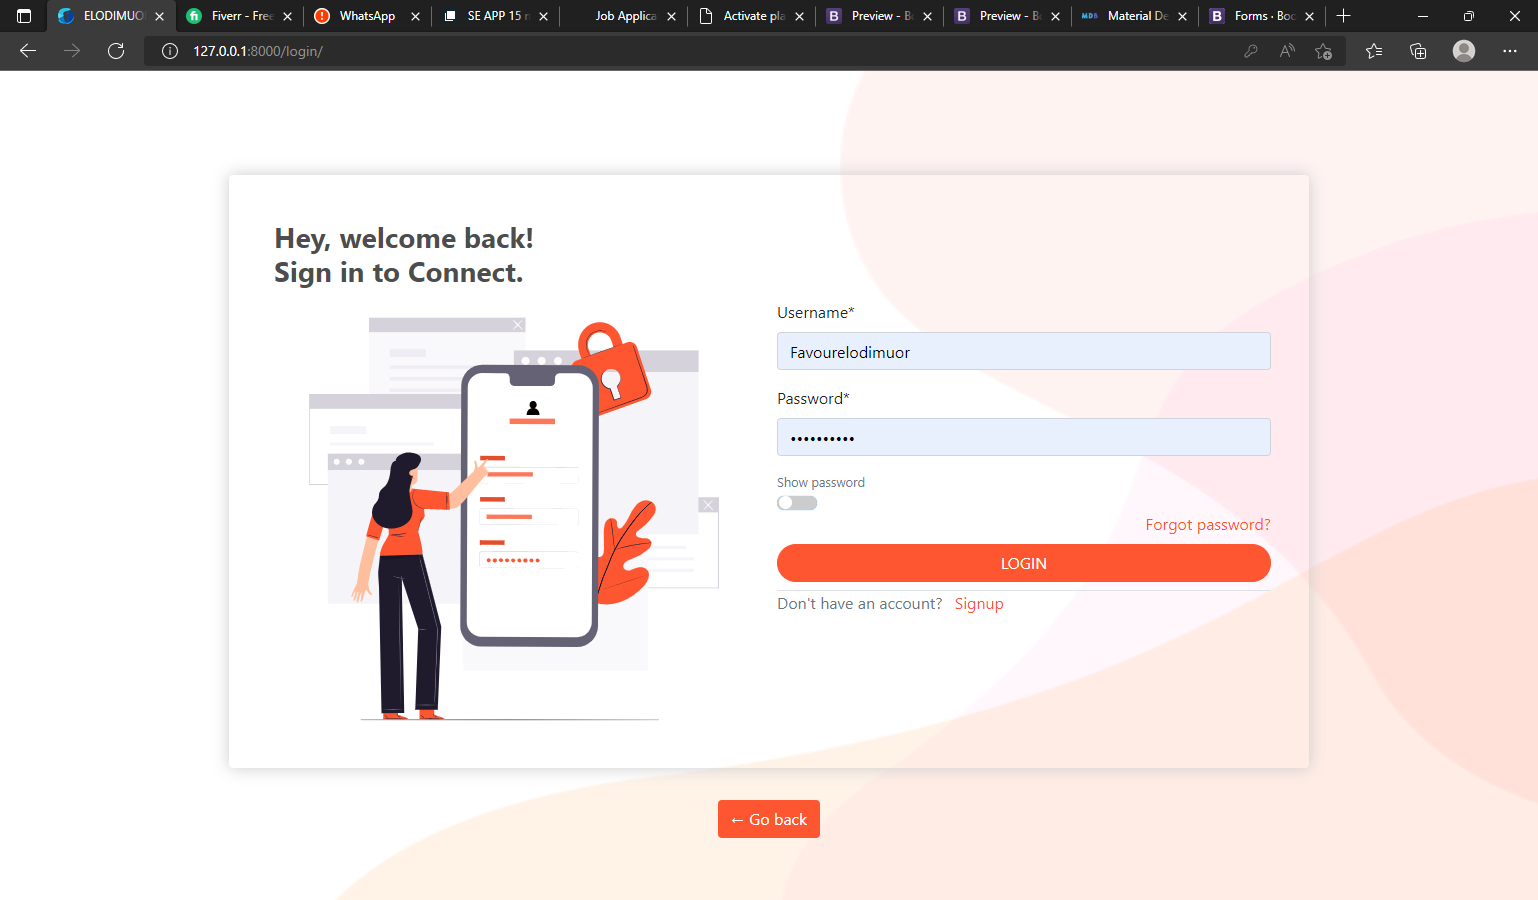 ELODIMUO
Fiverr - Free
WhatsApp
SE APP 15 
Job Applica
Activate pla
Preview - B
Preview - B
Material De
Forms · Boo
127.0.0.1:8000/login/
Hey, welcome back!
Sign in to Connect.
Username*
Favourelodimuor
Password*
••••••••••
Show password
Forgot password?
LOGIN
Don't have an account? Signup
← Go back